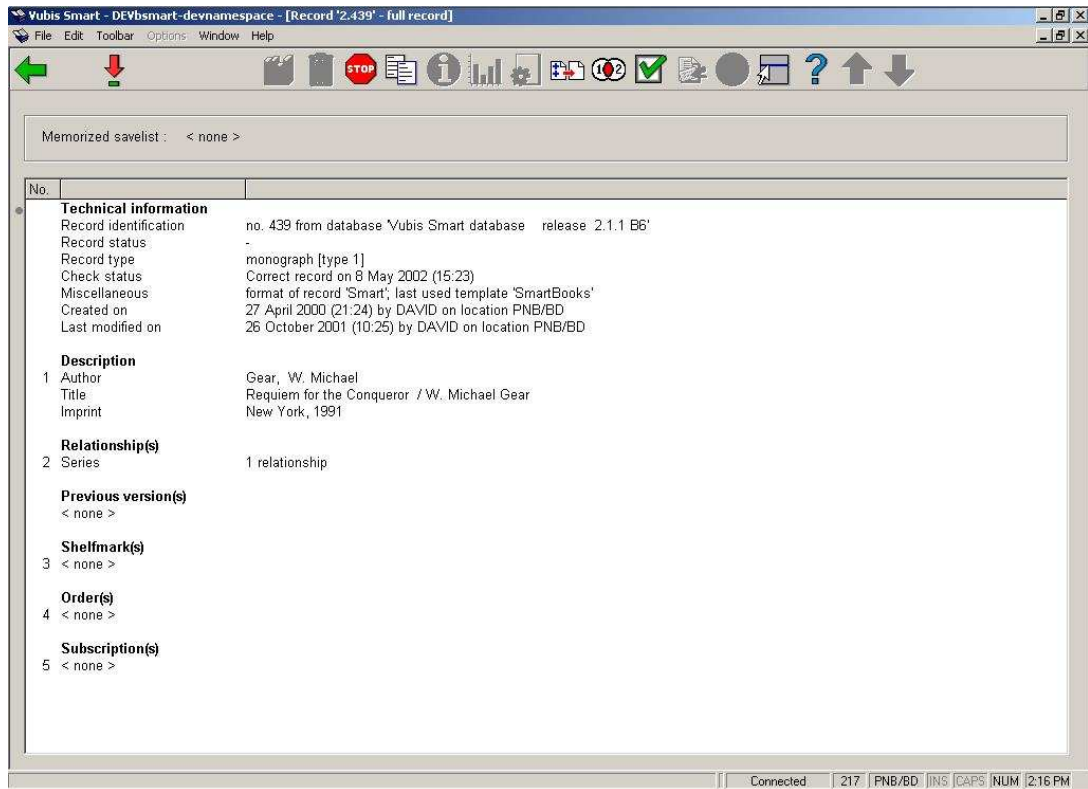 Vubis Smart - DEVbsmart-devnamespace - [Record '2.439' - full record]
File Edit Toolbar Options Window Help
STOP
Memorized savelist : < none >
No.
Technical information
Record identification no. 439 from database 'Vubis Smart database release 2.1.1 B6'
Record status -
Record type monograph [type 1]
Check status Correct record on 8 May 2002 (15:23)
Miscellaneous format of record 'Smart'; last used template 'SmartBooks'
Created on 27 April 2000 (21:24) by DAVID on location PNB/BD
Last modified on 26 October 2001 (10:25) by DAVID on location PNB/BD
Description
1 Author Gear, W. Michael
Title Requiem for the Conqueror / W. Michael Gear
Imprint New York, 1991
Relationship(s)
2 Series 1 relationship
Previous version(s)
< none >
Shelfmark(s)
3 < none >
Order(s)
4 < none >
Subscription(s)
5 < none >
Connected 217 PNB/BD INS CAPS NUM 2:16 PM